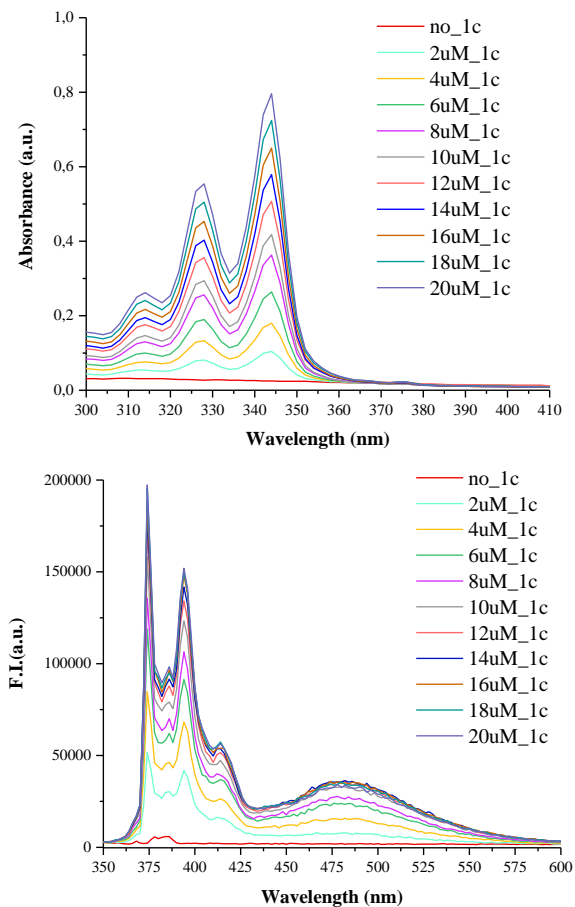 1,0
0,8
0,6
0,4
0,2
0,0
Absorbance (a.u.)
300 310 320 330 340 350 360 370 380 390 400 410
Wavelength (nm)
no_1c
2uM_1c
4uM_1c
6uM_1c
8uM_1c
10uM_1c
12uM_1c
14uM_1c
16uM_1c
18uM_1c
20uM_1c
200000
150000
100000
50000
0
F.I.(a.u.)
350 375 400 425 450 475 500 525 550 575 600
Wavelength (nm)
no_1c
2uM_1c
4uM_1c
6uM_1c
8uM_1c
10uM_1c
12uM_1c
14uM_1c
16uM_1c
18uM_1c
20uM_1c